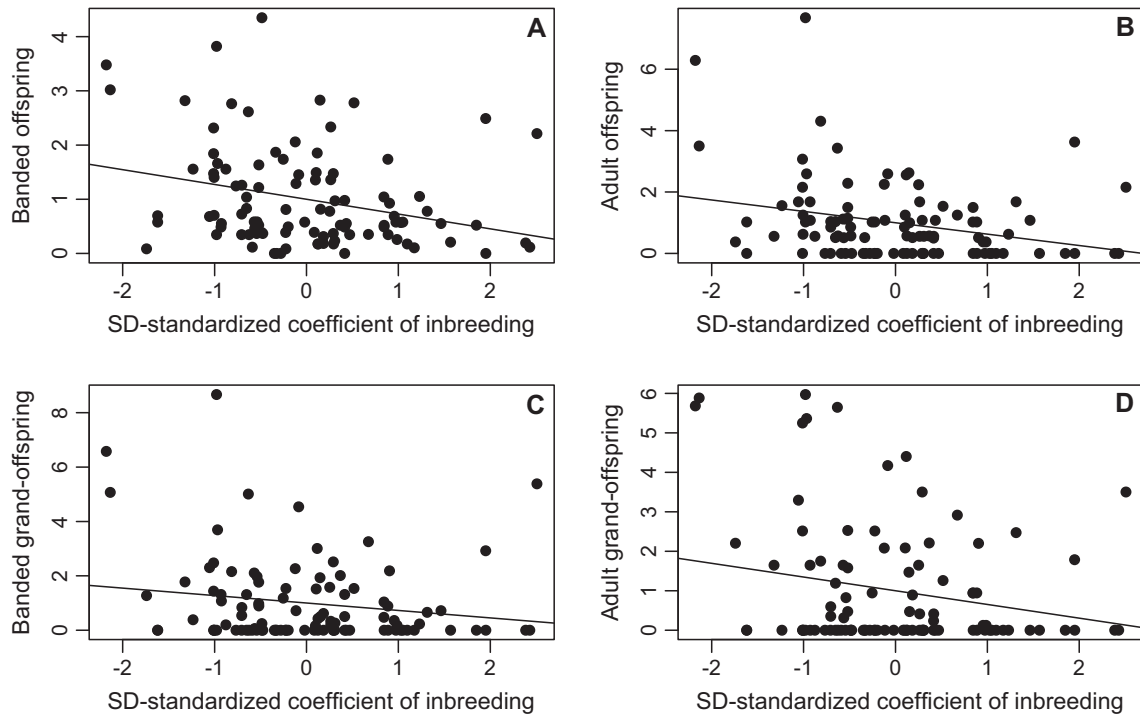 A
Banded offspring
4
3
2
1
0
-2 -1 0 1 2
SD-standardized coefficient of inbreeding
B
Adult offspring
6
4
2
0
-2 -1 0 1 2
SD-standardized coefficient of inbreeding
C
Banded grand-offspring
8
6
4
2
0
-2 -1 0 1 2
SD-standardized coefficient of inbreeding
D
Adult grand-offspring
6
5
4
3
2
1
0
-2 -1 0 1 2
SD-standardized coefficient of inbreeding